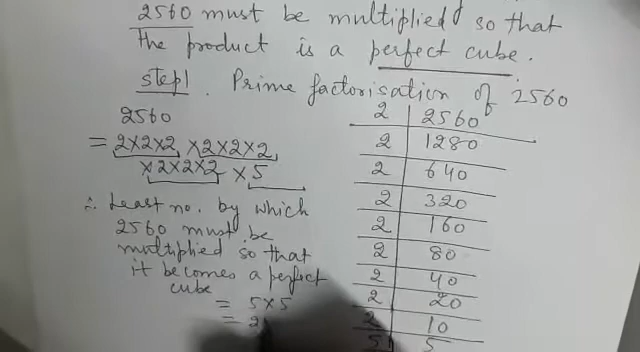 2560 must be multiplied so that
the product is a perfect cube.
Step1. Prime factorisation of 2560
2560
= 2×2×2 ×2×2×2
×2×2×2 ×5
∴ Least no. by which
2560 must be
multiplied so that
it becomes a perfect
cube
= 5×5
= 2
2 | 2560
2 | 1280
2 | 640
2 | 320
2 | 160
2 | 80
2 | 40
2 | 20
2 | 10
5 | 5